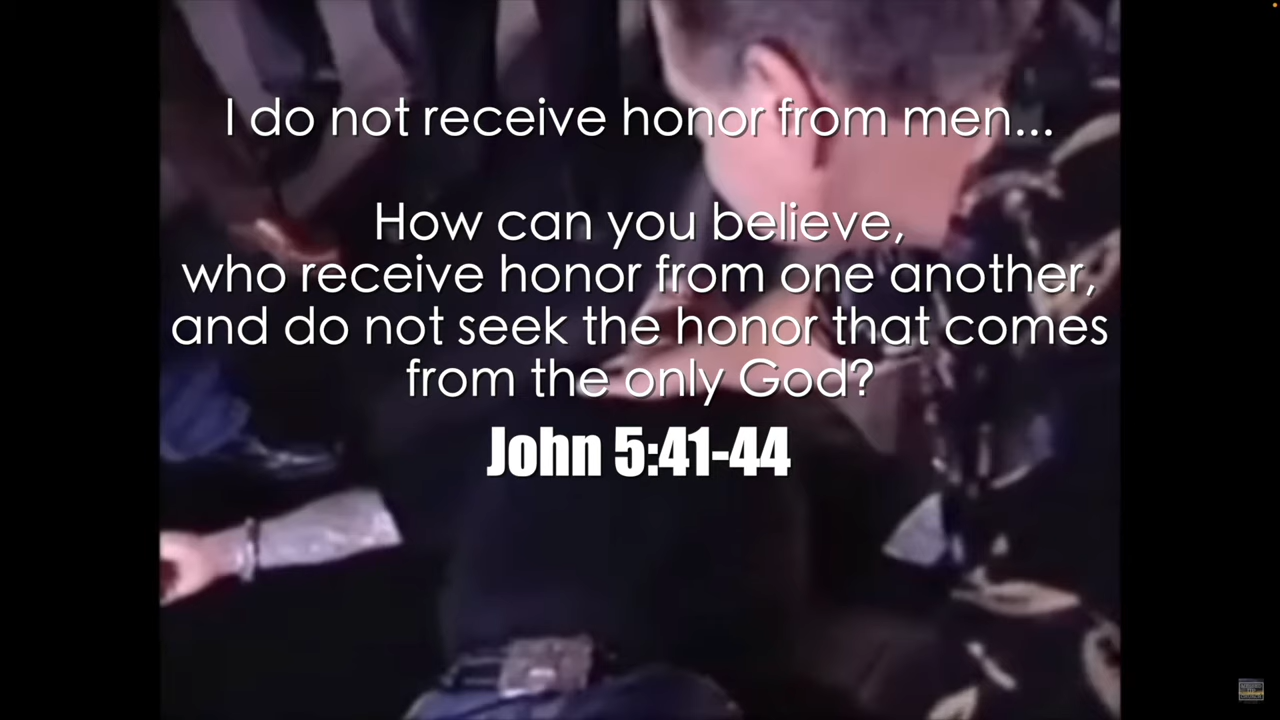 I do not receive honor from men...
How can you believe,
who receive honor from one another,
and do not seek the honor that comes
from the only God?
John 5:41-44